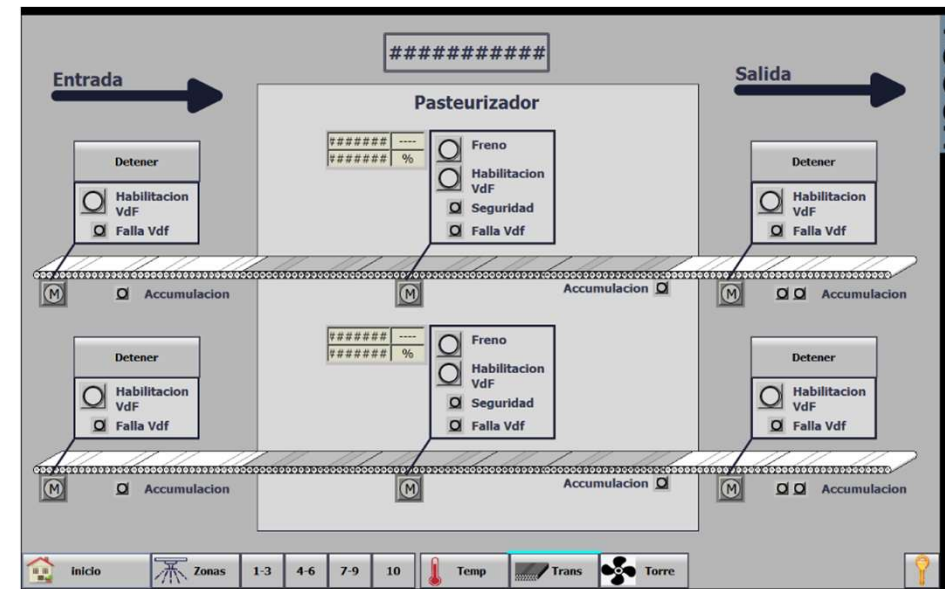 ###########
Entrada
Salida
Pasteurizador
####### ----
####### %
Freno
Habilitacion
VdF
Seguridad
Falla Vdf
Detener
Habilitacion
VdF
Falla Vdf
Detener
Habilitacion
VdF
Falla Vdf
M
Accumulacion
M
Accumulacion
M
Accumulacion
####### ----
####### %
Freno
Habilitacion
VdF
Seguridad
Falla Vdf
Detener
Habilitacion
VdF
Falla Vdf
Detener
Habilitacion
VdF
Falla Vdf
M
Accumulacion
M
Accumulacion
M
Accumulacion
inicio
Zonas
1-3
4-6
7-9
10
Temp
Trans
Torre